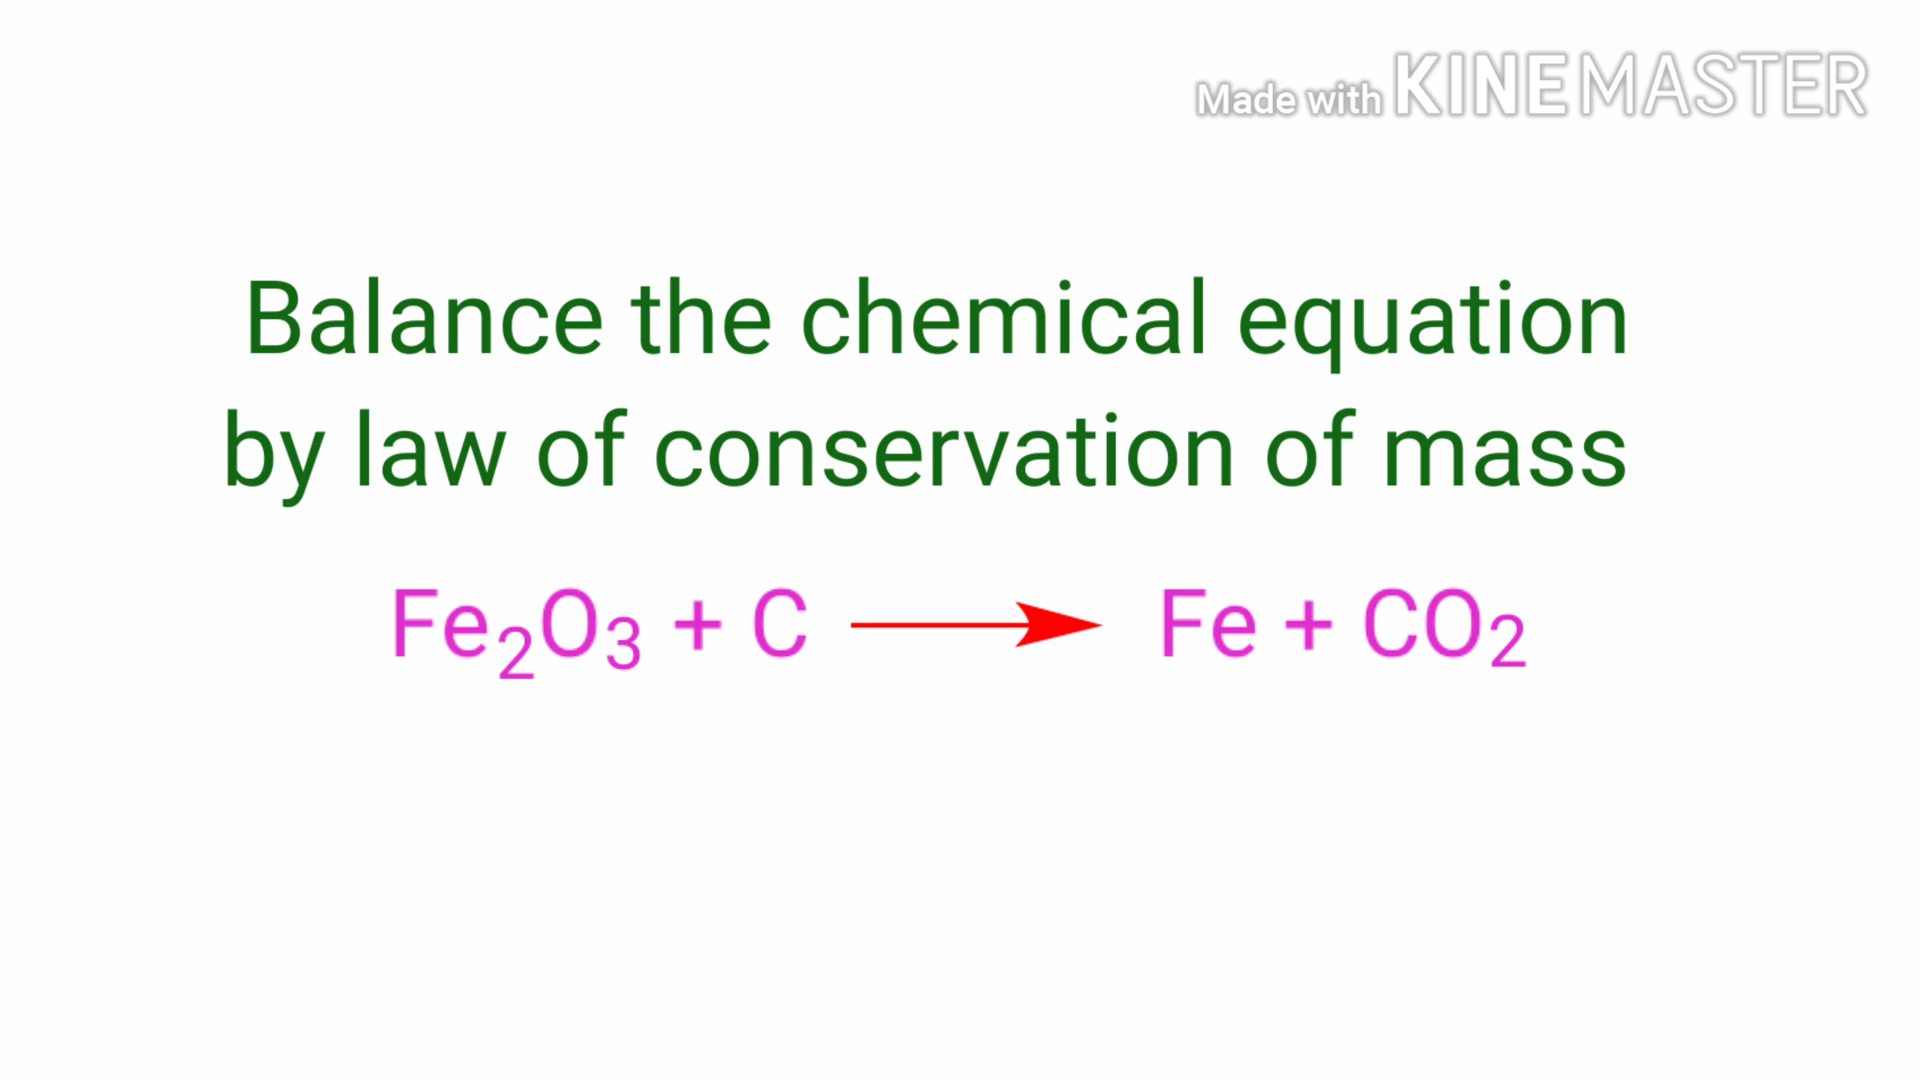 Made with KINEMASTER
Balance the chemical equation
by law of conservation of mass
Fe₂O₃ + C ⟶ Fe + CO₂